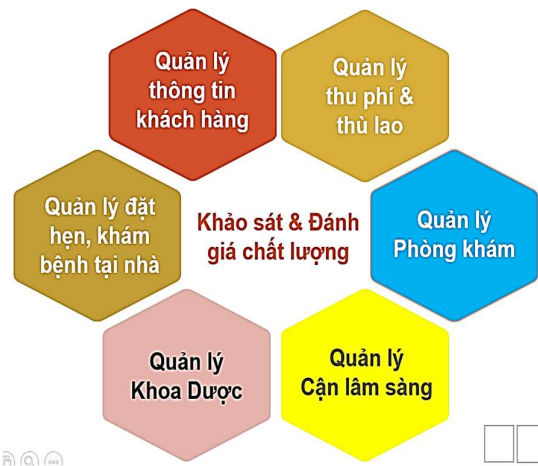 Quản lý
thông tin
khách hàng
Quản lý
thu phí &
thù lao
Quản lý đặt
hẹn, khám
bệnh tại nhà
Khảo sát & Đánh
giá chất lượng
Quản lý
Phòng khám
Quản lý
Khoa Dược
Quản lý
Cận lâm sàng